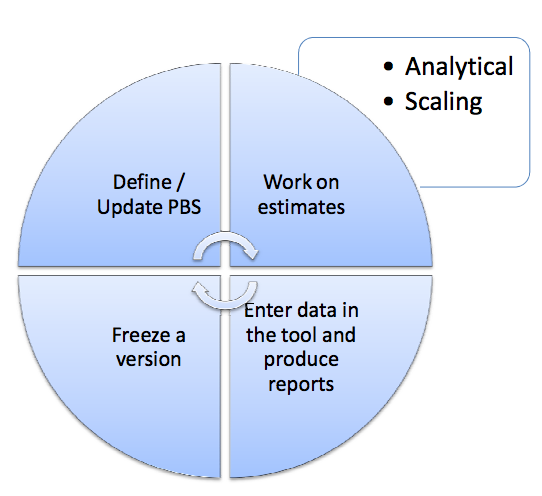 • Analytical
• Scaling
Define /
Update PBS
Work on
estimates
Freeze a
version
Enter data in
the tool and
produce
reports